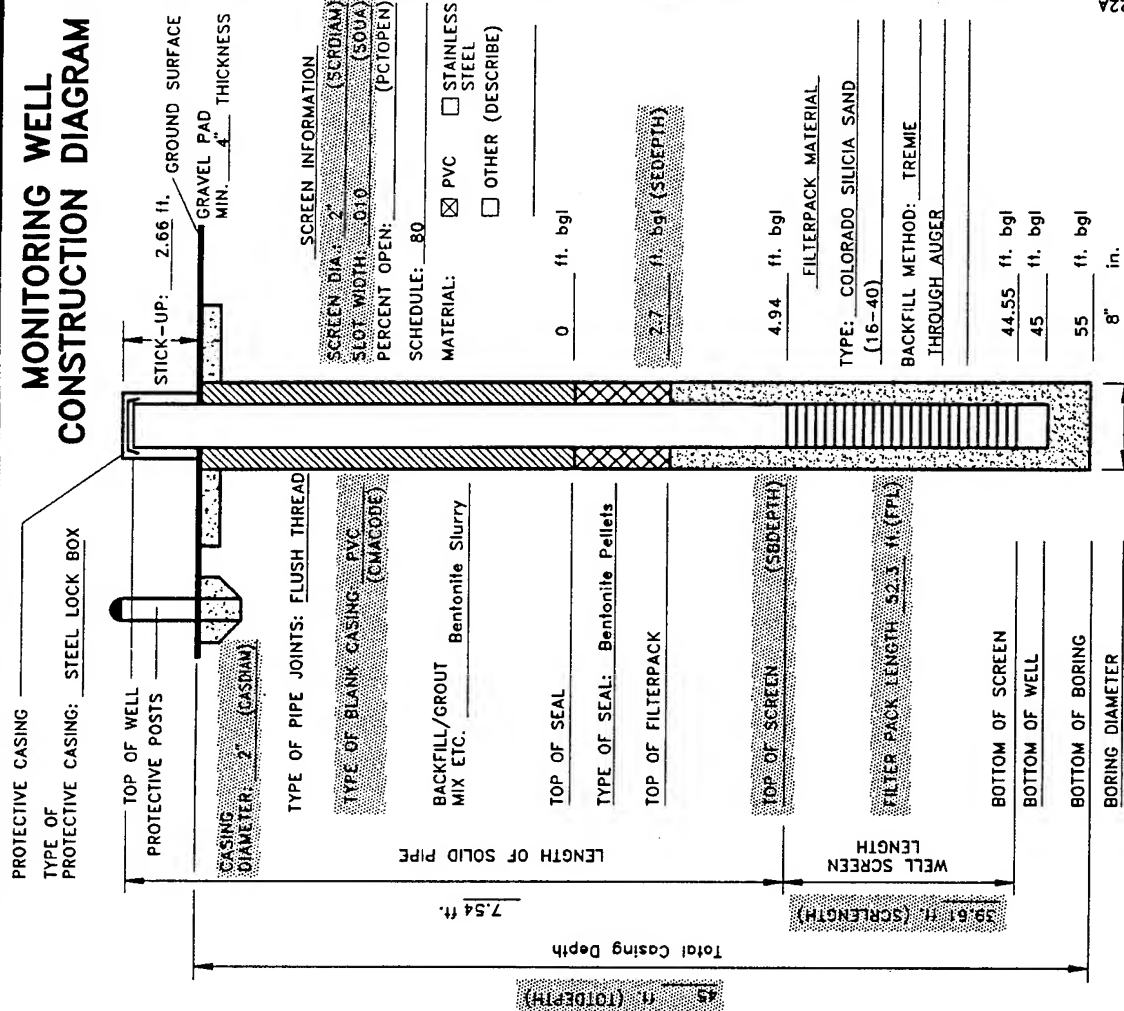 MONITORING WELL
CONSTRUCTION DIAGRAM
PROTECTIVE CASING
TYPE OF
PROTECTIVE CASING: STEEL LOCK BOX
TOP OF WELL
PROTECTIVE POSTS
STICK-UP: 2.66 ft.
GROUND SURFACE
GRAVEL PAD
MIN. 4" THICKNESS
CASING
DIAMETER: 2" (CASDIAM)
TYPE OF PIPE JOINTS: FLUSH THREAD
TYPE OF BLANK CASING: PVC
(CMACODE)
BACKFILL/GROUT
MIX ETC. Bentonite Slurry
SCREEN INFORMATION
SCREEN DIA.: 2" (SCRDIAM)
SLOT WIDTH: .010 (SOUA)
PERCENT OPEN: (PCTOPEN)
SCHEDULE: 80
MATERIAL: ☒ PVC ☐ STAINLESS
STEEL
☐ OTHER (DESCRIBE)
TOP OF SEAL 0 ft. bgl
TYPE OF SEAL: Bentonite Pellets
TOP OF FILTERPACK 2.7 ft. bgl (SEDEPTH)
TOP OF SCREEN (SBDEPTH) 4.94 ft. bgl
FILTERPACK MATERIAL
TYPE: COLORADO SILICIA SAND
(16-40)
BACKFILL METHOD: TREMIE
THROUGH AUGER
FILTER PACK LENGTH 52.3 ft.(FPL)
BOTTOM OF SCREEN 44.55 ft. bgl
BOTTOM OF WELL 45 ft. bgl
BOTTOM OF BORING 55 ft. bgl
BORING DIAMETER 8" in.
LENGTH OF SOLID PIPE
7.54 ft.
WELL SCREEN
LENGTH
39.61 ft. (SCRLENGTH)
Total Casing Depth
45 ft. (TOTDEPTH)